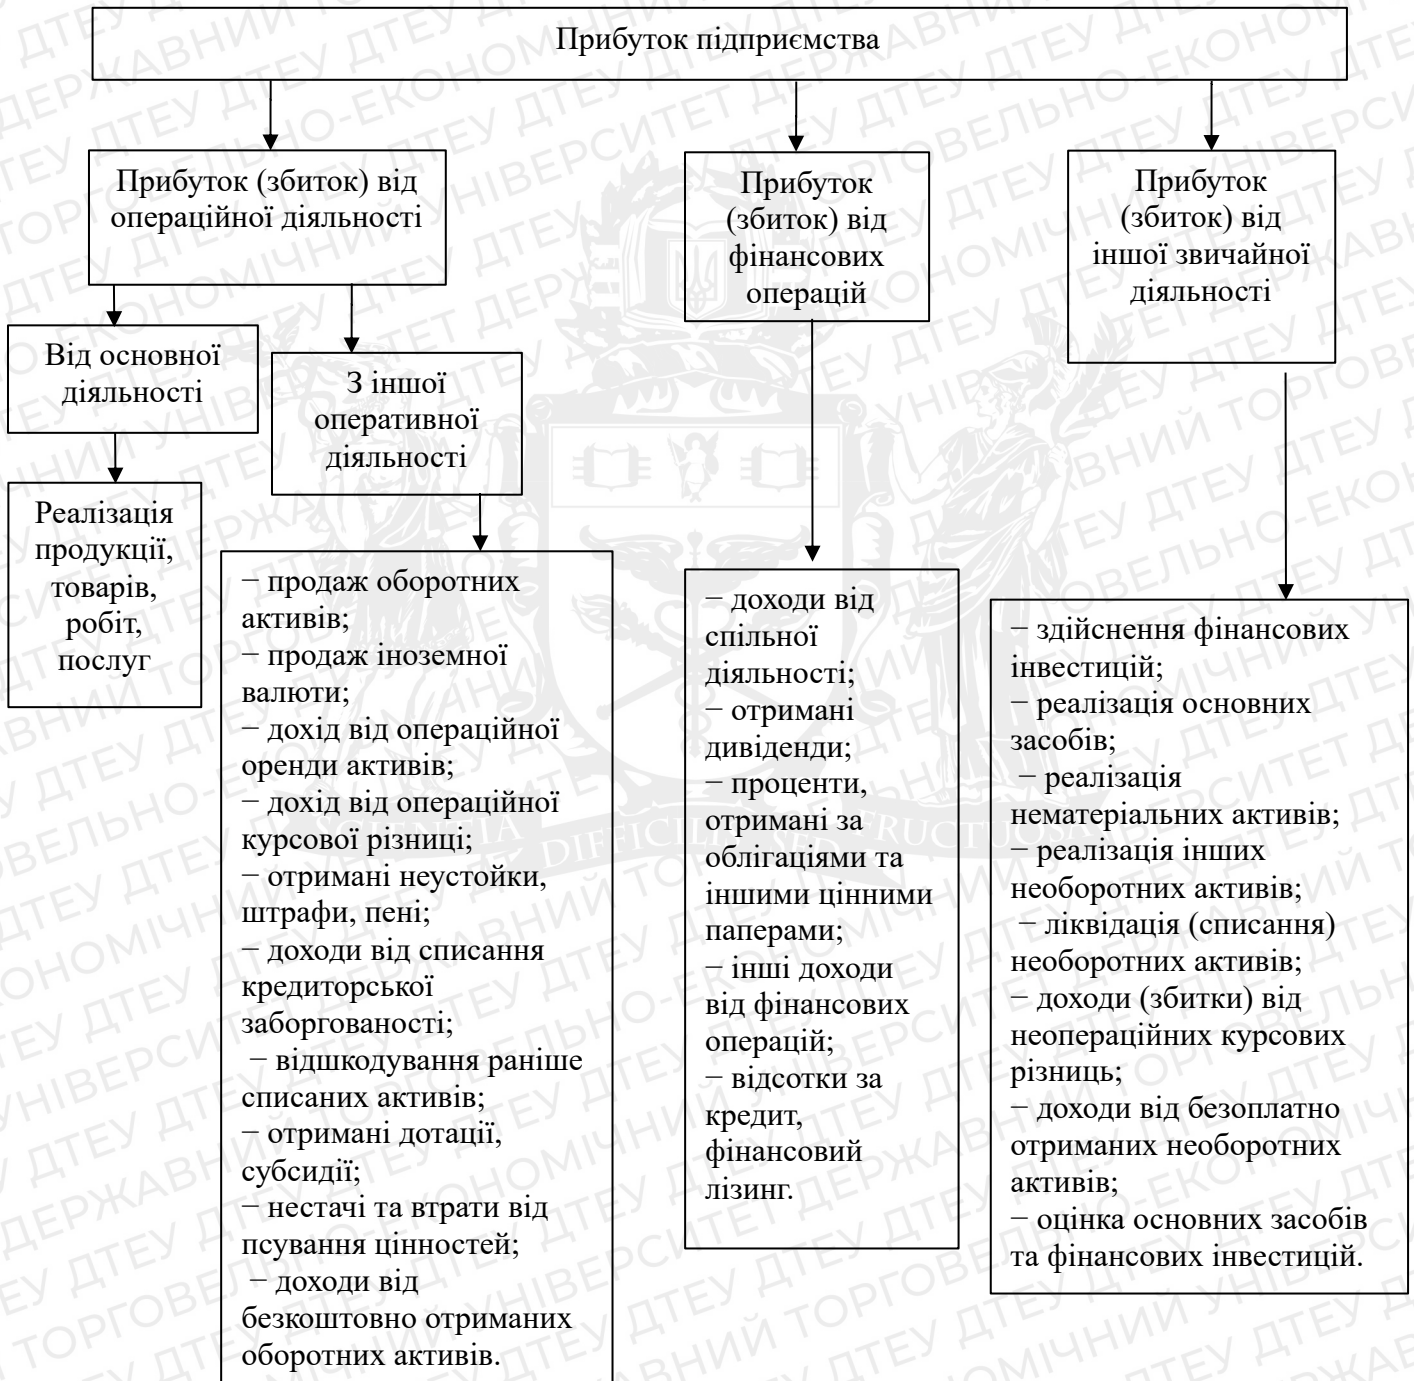 Прибуток підприємства
Прибуток (збиток) від
операційної діяльності
Прибуток
(збиток) від
фінансових
операцій
Прибуток
(збиток) від
іншої звичайної
діяльності
Від основної
діяльності
З іншої
оперативної
діяльності
Реалізація
продукції,
товарів,
робіт,
послуг
− продаж оборотних
активів;
− продаж іноземної
валюти;
− дохід від операційної
оренди активів;
− дохід від операційної
курсової різниці;
− отримані неустойки,
штрафи, пені;
− доходи від списання
кредиторської
заборгованості;
− відшкодування раніше
списаних активів;
− отримані дотації,
субсидії;
− нестачі та втрати від
псування цінностей;
− доходи від
безкоштовно отриманих
оборотних активів.
− доходи від
спільної
діяльності;
− отримані
дивіденди;
− проценти,
отримані за
облігаціями та
іншими цінними
паперами;
− інші доходи
від фінансових
операцій;
− відсотки за
кредит,
фінансовий
лізинг.
− здійснення фінансових
інвестицій;
− реалізація основних
засобів;
− реалізація
нематеріальних активів;
− реалізація інших
необоротних активів;
− ліквідація (списання)
необоротних активів;
− доходи (збитки) від
неопераційних курсових
різниць;
− доходи від безоплатно
отриманих необоротних
активів;
− оцінка основних засобів
та фінансових інвестицій.